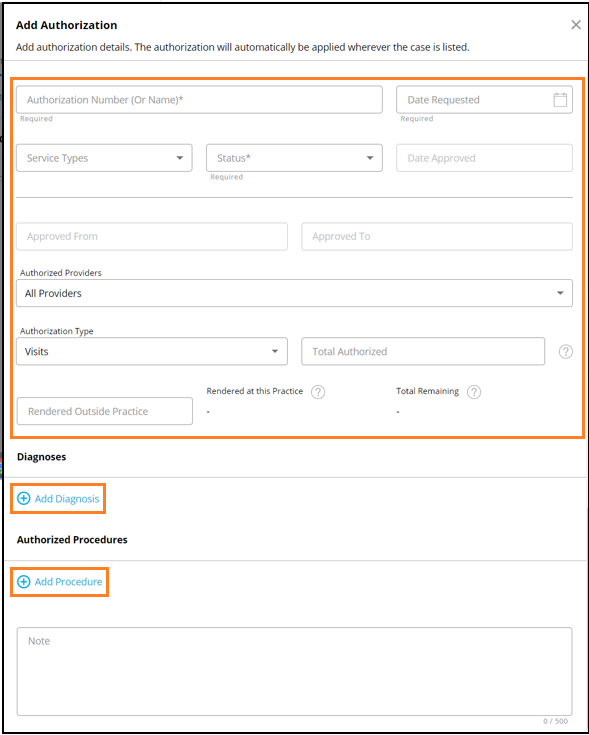 Add Authorization
Add authorization details. The authorization will automatically be applied wherever the case is listed.
Authorization Number (Or Name)*
Date Requested
Required
Required
Service Types
Status*
Date Approved
Required
Approved From
Approved To
Authorized Providers
All Providers
Authorization Type
Visits
Total Authorized
?
Rendered at this Practice ?
Total Remaining ?
Rendered Outside Practice
-
-
Diagnoses
Add Diagnosis
Authorized Procedures
Add Procedure
Note
0 / 500